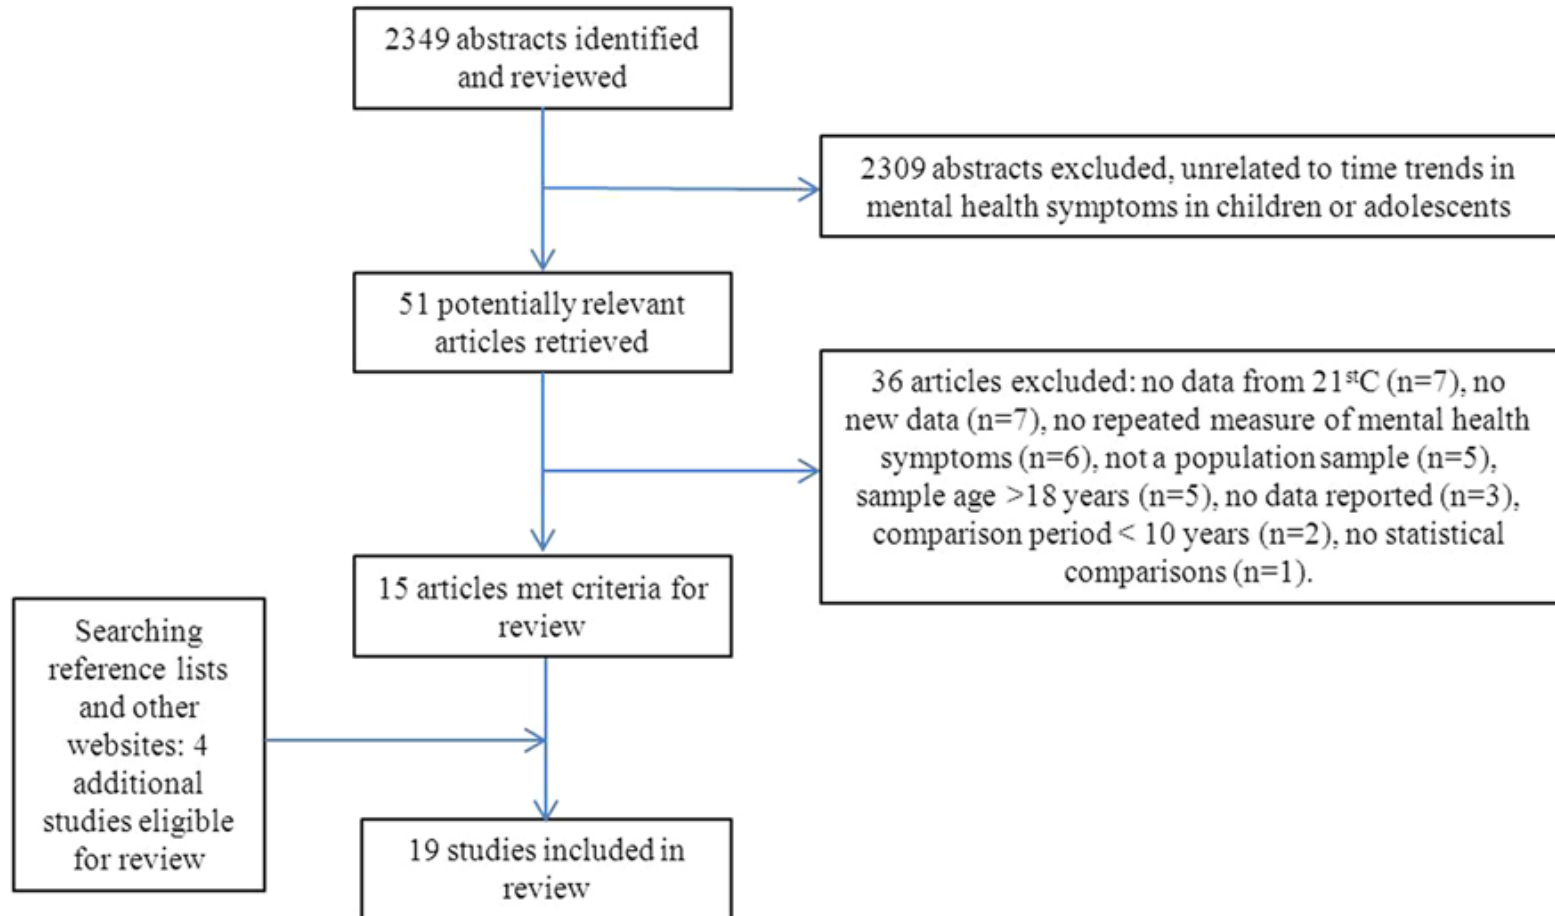 2349 abstracts identified
and reviewed
2309 abstracts excluded, unrelated to time trends in
mental health symptoms in children or adolescents
51 potentially relevant
articles retrieved
36 articles excluded: no data from 21ˢᵗC (n=7), no
new data (n=7), no repeated measure of mental health
symptoms (n=6), not a population sample (n=5),
sample age >18 years (n=5), no data reported (n=3),
comparison period < 10 years (n=2), no statistical
comparisons (n=1).
15 articles met criteria for
review
Searching
reference lists
and other
websites: 4
additional
studies eligible
for review
19 studies included in
review